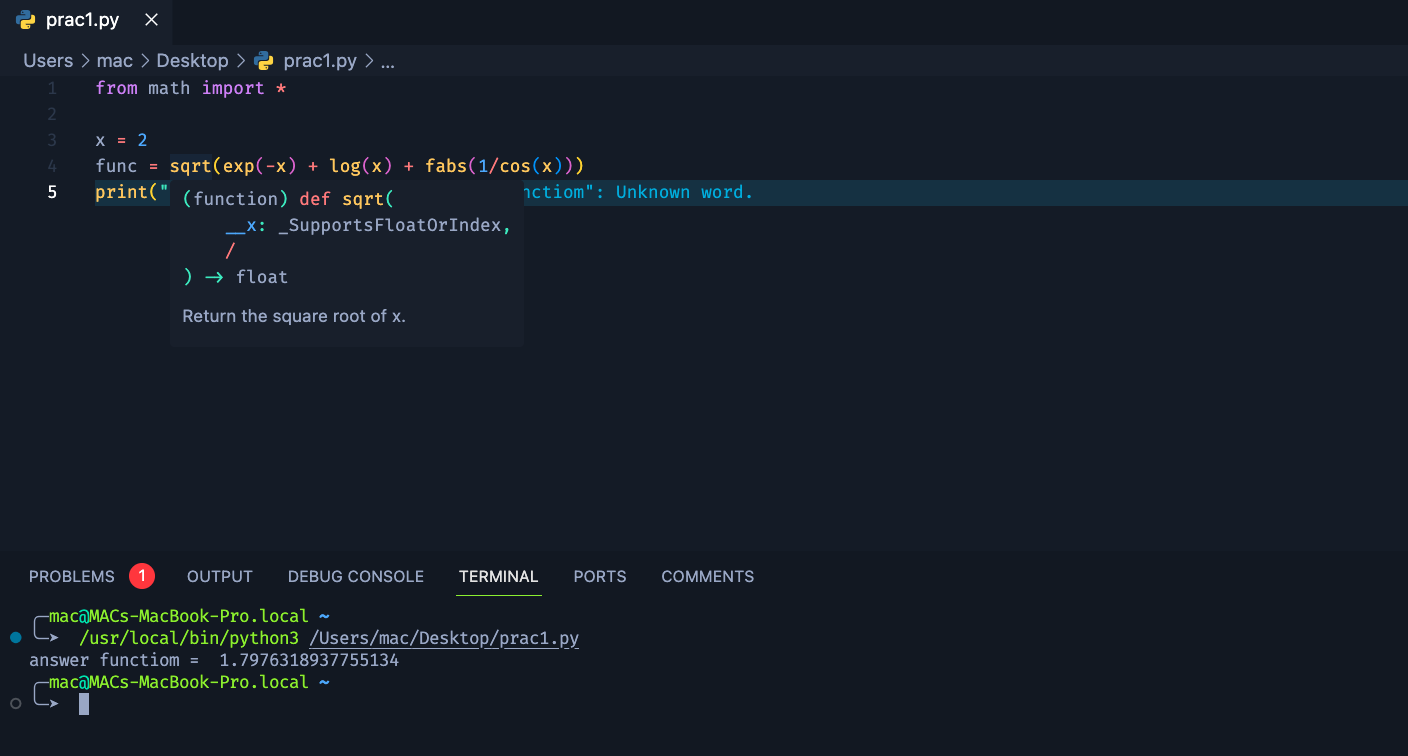 prac1.py
Users > mac > Desktop > prac1.py > ...
1 from math import *
2
3 x = 2
4 func = sqrt(exp(-x) + log(x) + fabs(1/cos(x)))
5 print(" nctiom": Unknown word.
(function) def sqrt(
__x: _SupportsFloatOrIndex,
/
) -> float
Return the square root of x.
PROBLEMS 1 OUTPUT DEBUG CONSOLE TERMINAL PORTS COMMENTS
mac@MACs-MacBook-Pro.local ~
/usr/local/bin/python3 /Users/mac/Desktop/prac1.py
answer functiom = 1.7976318937755134
mac@MACs-MacBook-Pro.local ~